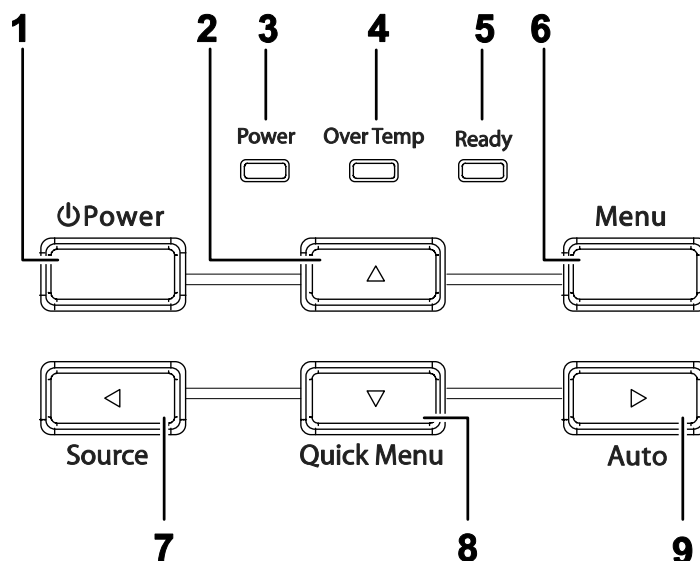 1 2 3 4 5 6
Power Over Temp Ready
Power Menu
Source Quick Menu Auto
7 8 9